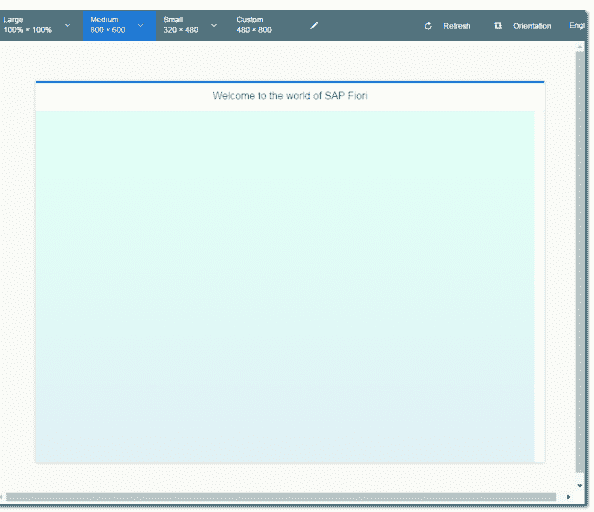 Large
100% × 100%
Medium
800 × 600
Small
320 × 480
Custom
480 × 800
Refresh
Orientation
Engl
Welcome to the world of SAP Fiori